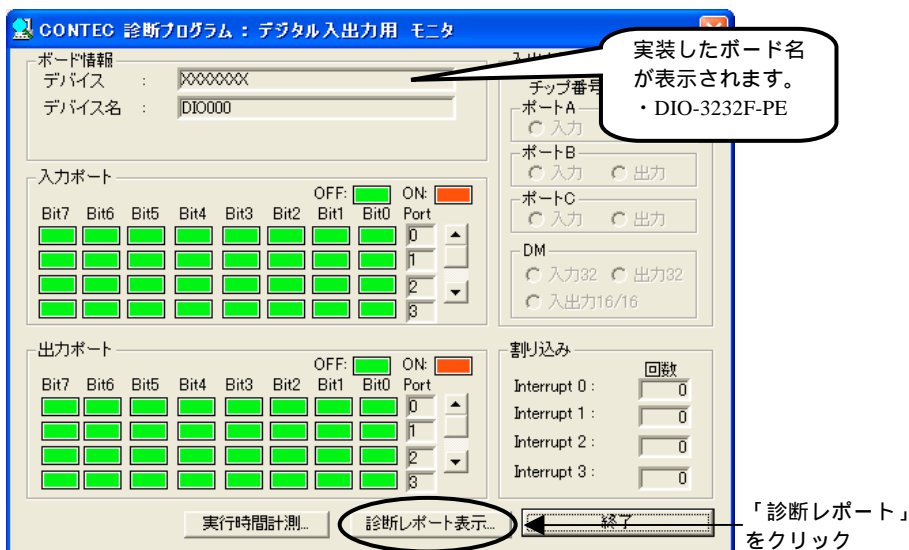 CONTEC 診断プログラム : デジタル入出力用 モニタ
実装したボード名
が表示されます。
・DIO-3232F-PE
ボード情報
デバイス : XXXXXXX
デバイス名 : DIO000
チップ番号
ポートA
入力
ポートB
入力 出力
ポートC
入力 出力
DM
入力32 出力32
入出力16/16
入力ポート
OFF: ON:
Bit7 Bit6 Bit5 Bit4 Bit3 Bit2 Bit1 Bit0 Port
0
1
2
3
出力ポート
OFF: ON:
Bit7 Bit6 Bit5 Bit4 Bit3 Bit2 Bit1 Bit0 Port
0
1
2
3
割り込み
回数
Interrupt 0 : 0
Interrupt 1 : 0
Interrupt 2 : 0
Interrupt 3 : 0
実行時間計測...
診断レポート表示...
終了
「診断レポート」
をクリック